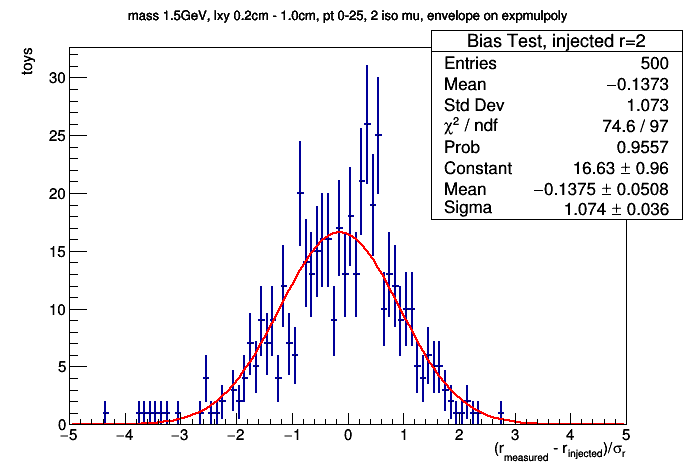 mass 1.5GeV, lxy 0.2cm - 1.0cm, pt 0-25, 2 iso mu, envelope on expmulpoly
toys
Bias Test, injected r=2
Entries 500
Mean −0.1373
Std Dev 1.073
χ² / ndf 74.6 / 97
Prob 0.9557
Constant 16.63 ± 0.96
Mean −0.1375 ± 0.0508
Sigma 1.074 ± 0.036
30
25
20
15
10
5
0
−5 −4 −3 −2 −1 0 1 2 3 4 5
(r_measured - r_injected)/σ_r